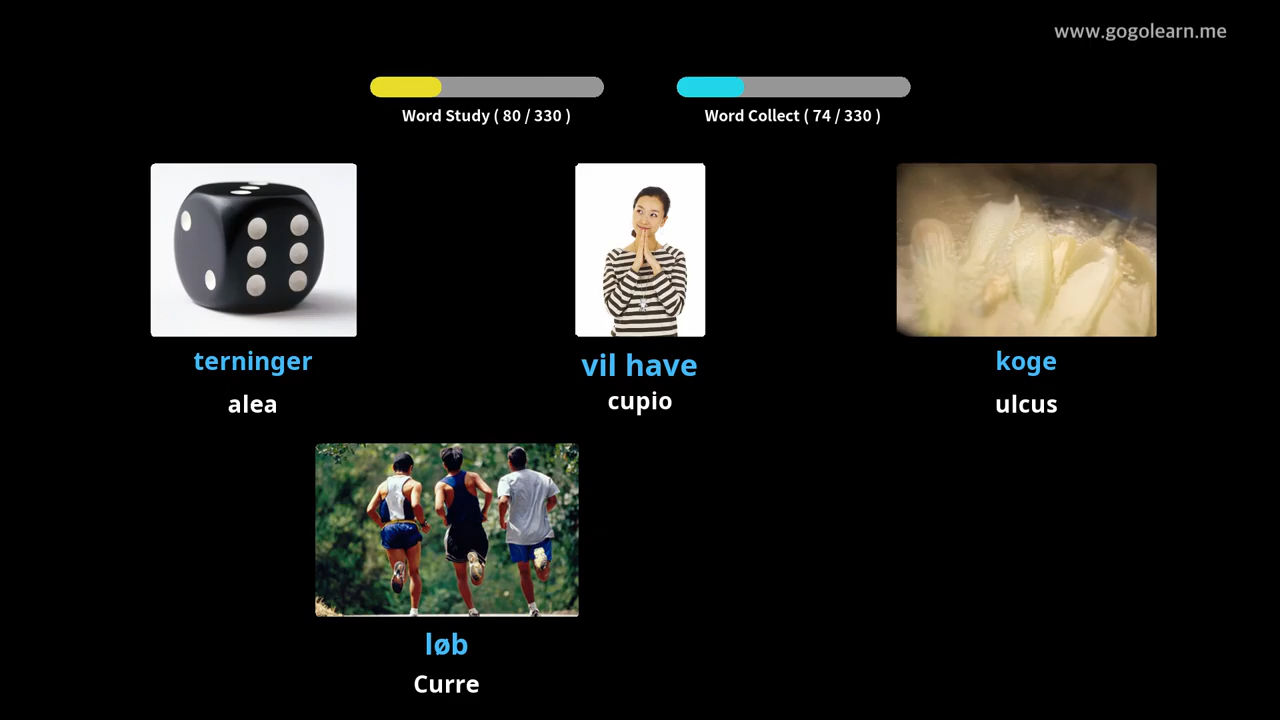 www.gogolearn.me
Word Study ( 80 / 330 )
Word Collect ( 74 / 330 )
terninger
alea
vil have
cupio
koge
ulcus
løb
Curre